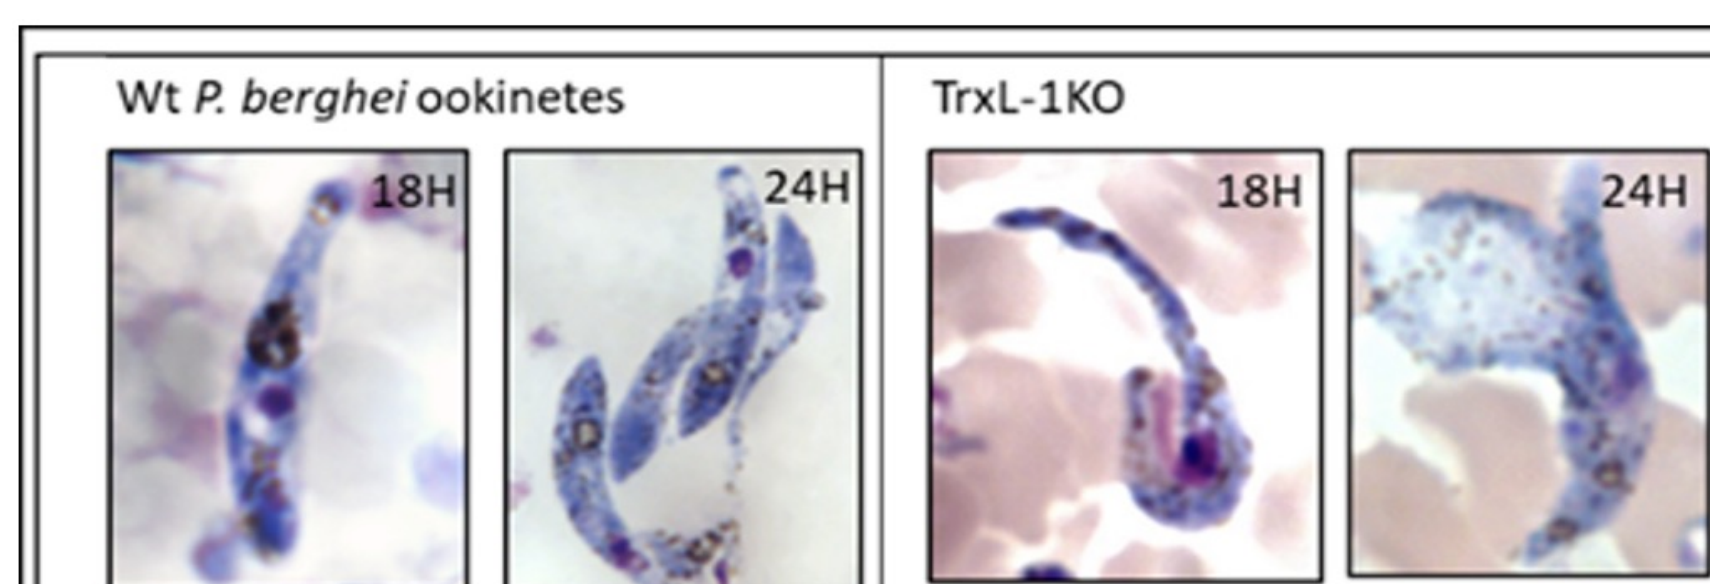 Wt P. berghei ookinetes
TrxL-1KO
18H
24H
18H
24H